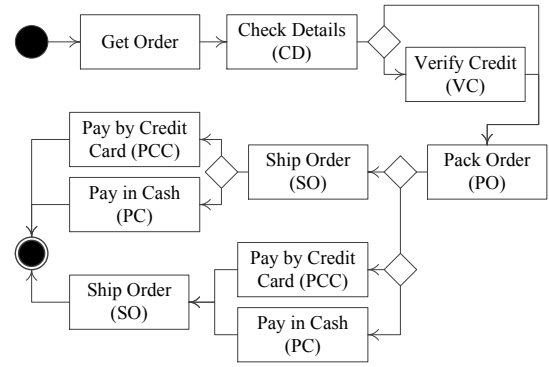 Get Order
Check Details
(CD)
Verify Credit
(VC)
Pay by Credit
Card (PCC)
Ship Order
(SO)
Pack Order
(PO)
Pay in Cash
(PC)
Pay by Credit
Card (PCC)
Ship Order
(SO)
Pay in Cash
(PC)